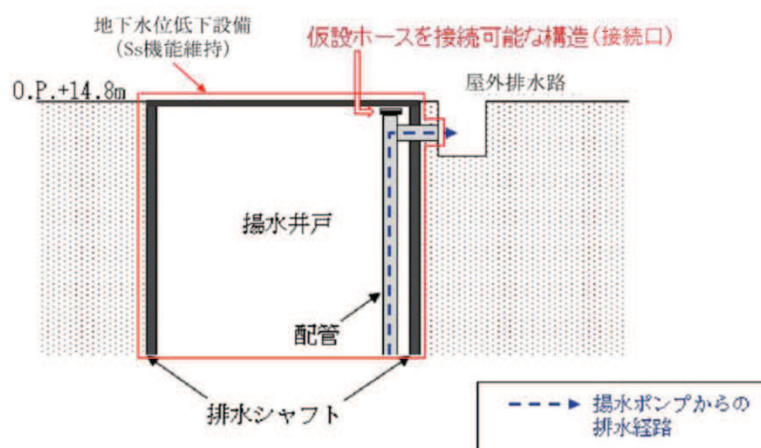 地下水位低下設備
(Ss機能維持)
仮設ホースを接続可能な構造(接続口)
屋外排水路
O.P.+14.8m
揚水井戸
配管
排水シャフト
揚水ポンプからの
排水経路